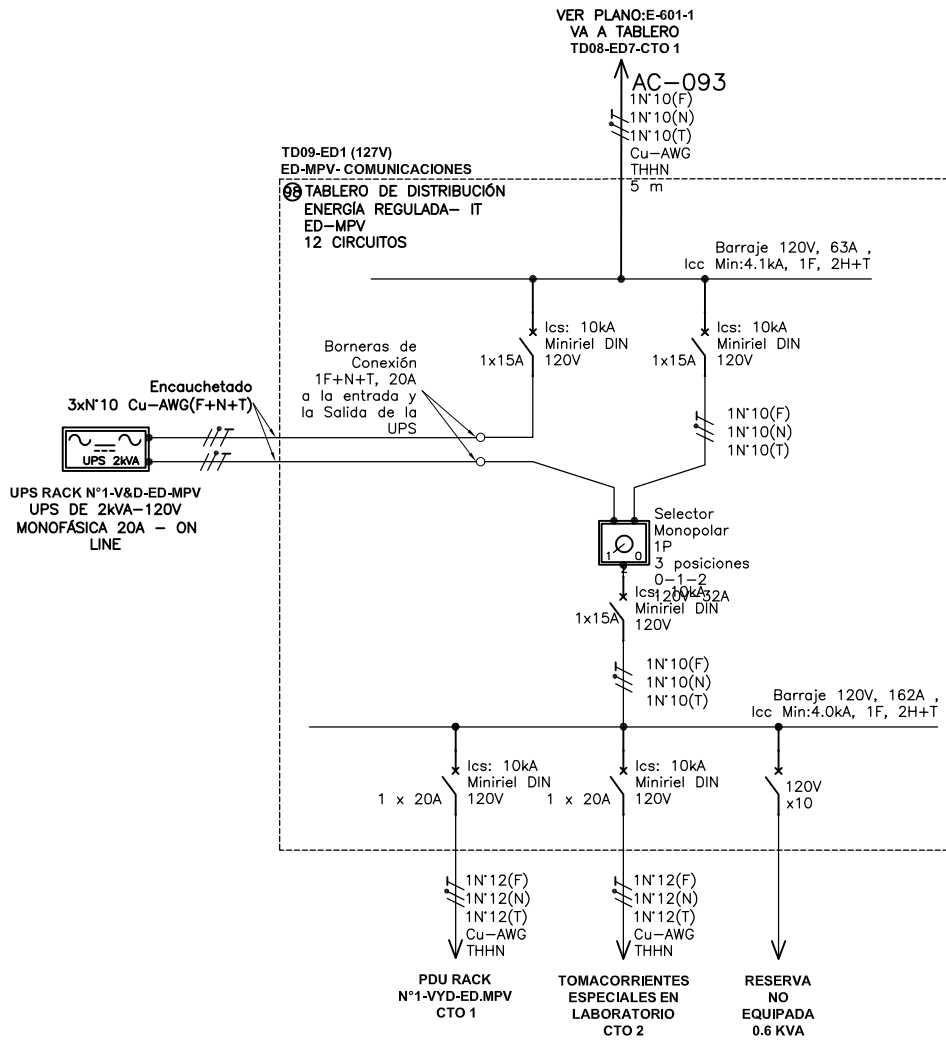 VER PLANO:E-601-1
VA A TABLERO
TD08-ED7-CTO 1
AC-093
1N°10(F)
1N°10(N)
1N°10(T)
Cu-AWG
THHN
5 m
TD09-ED1 (127V)
ED-MPV- COMUNICACIONES
98 TABLERO DE DISTRIBUCIÓN
ENERGÍA REGULADA- IT
ED-MPV
12 CIRCUITOS
Barraje 120V, 63A ,
Icc Min:4.1kA, 1F, 2H+T
Ics: 10kA
Miniriel DIN
1x15A 120V
Ics: 10kA
Miniriel DIN
1x15A 120V
Borneras de
Conexión
1F+N+T, 20A
a la entrada y
la Salida de la
UPS
Encauchetado
3xN°10 Cu-AWG(F+N+T)
1N°10(F)
1N°10(N)
1N°10(T)
UPS 2kVA
UPS RACK N°1-V&D-ED-MPV
UPS DE 2kVA-120V
MONOFÁSICA 20A - ON
LINE
Selector
Monopolar
1P
3 posiciones
0-1-2
120V-32A
1 0
2
Ics: 10kA
Miniriel DIN
1x15A 120V
1N°10(F)
1N°10(N)
1N°10(T)
Barraje 120V, 162A ,
Icc Min:4.0kA, 1F, 2H+T
Ics: 10kA
Miniriel DIN
1 x 20A 120V
Ics: 10kA
Miniriel DIN
1 x 20A 120V
120V
x10
1N°12(F)
1N°12(N)
1N°12(T)
Cu-AWG
THHN
1N°12(F)
1N°12(N)
1N°12(T)
Cu-AWG
THHN
PDU RACK
N°1-VYD-ED.MPV
CTO 1
TOMACORRIENTES
ESPECIALES EN
LABORATORIO
CTO 2
RESERVA
NO
EQUIPADA
0.6 KVA